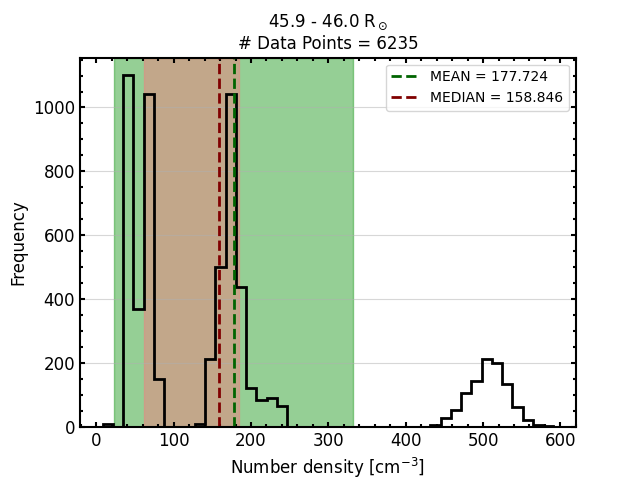 45.9 - 46.0 R⊙
# Data Points = 6235
MEAN = 177.724
MEDIAN = 158.846
Frequency
1000
800
600
400
200
0
0 100 200 300 400 500 600
Number density [cm⁻³]